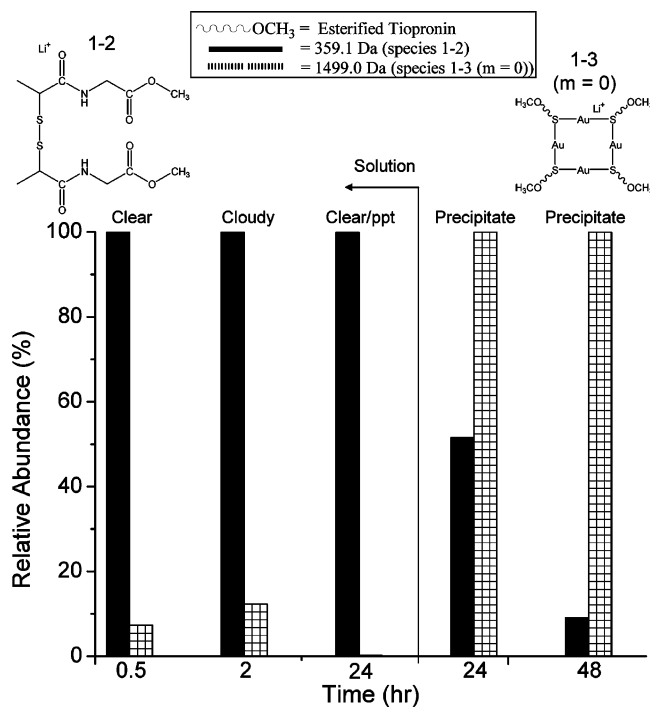 OCH3 = Esterified Tiopronin
= 359.1 Da (species 1-2)
= 1499.0 Da (species 1-3 (m = 0))
Li+
1-2
O
O
N
H
CH3
O
S
S
H
N
O
CH3
O
O
1-3
(m = 0)
Li+
H3CO
OCH3
S Au S
Au Au
S Au S
H3CO
OCH3
Solution
Clear
Cloudy
Clear/ppt
Precipitate
Precipitate
100
80
60
40
20
0
Relative Abundance (%)
0.5
2
24
24
48
Time (hr)